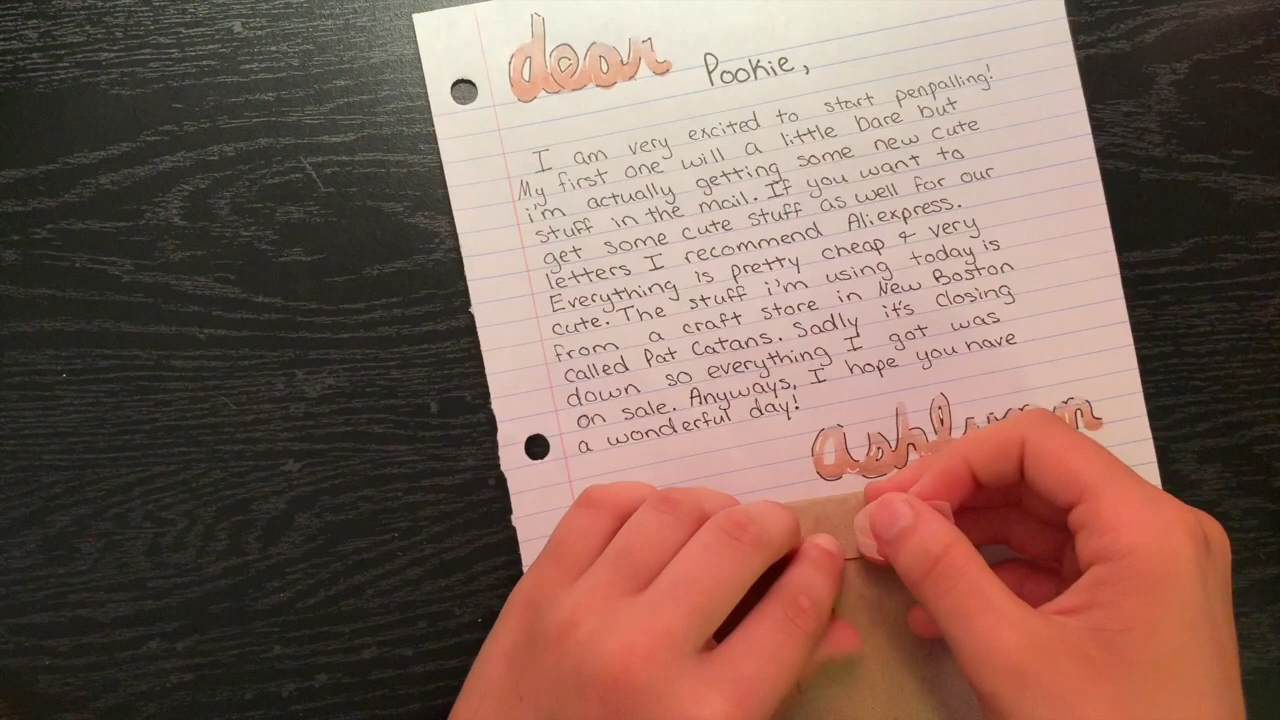 dear Pookie,
I am very excited to start penpalling!
My first one will a little bare but
i'm actually getting some new cute
stuff in the mail. If you want to
get some cute stuff as well for our
letters I recommend Aliexpress.
Everything is pretty cheap & very
cute. The stuff i'm using today is
from a craft store in New Boston
called Pat Catans. Sadly it's closing
down so everything I got was
on sale. Anyways, I hope you have
a wonderful day!